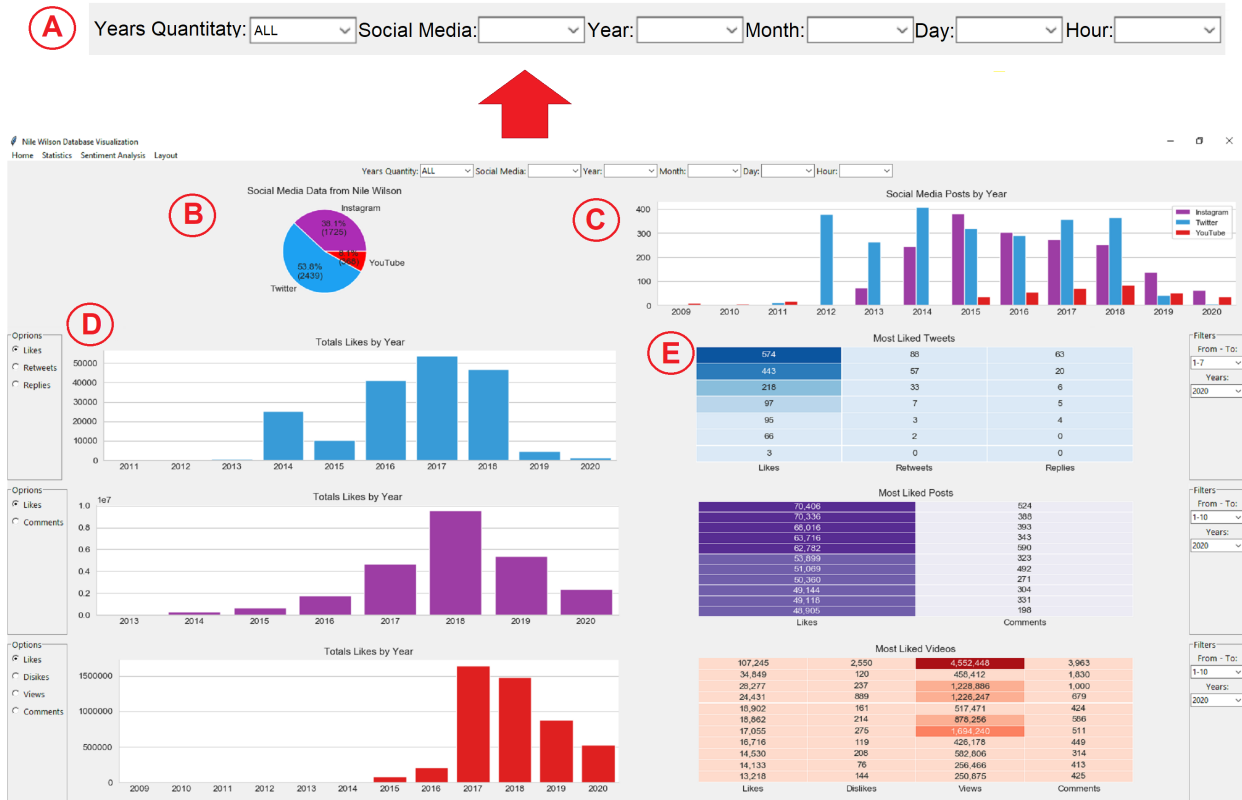 A
Years Quantitaty: ALL Social Media: Year: Month: Day: Hour:
Nile Wilson Database Visualization
Home Statistics Sentiment Analysis Layout
Years Quantity: ALL Social Media: Year: Month: Day: Hour:
B
Social Media Data from Nile Wilson
Instagram
38.1%
(1725)
8.1%
YouTube
53.8%
(2439)
Twitter
C
Social Media Posts by Year
400
300
200
100
0
2009 2010 2011 2012 2013 2014 2015 2016 2017 2018 2019 2020
Instagram
Twitter
YouTube
D
Options
Likes
Retweets
Replies
Totals Likes by Year
50000
40000
30000
20000
10000
0
2011 2012 2013 2014 2015 2016 2017 2018 2019 2020
E
Most Liked Tweets
574 88 63
443 57 20
218 33 6
97 7 5
95 3 4
66 2 0
3 0 0
Likes Retweets Replies
Filters
From - To:
1-7
Years:
2020
Options
Likes
Comments
Totals Likes by Year
1e7
1.0
0.8
0.6
0.4
0.2
0.0
2013 2014 2015 2016 2017 2018 2019 2020
Most Liked Posts
70,406 524
70,336 388
68,016 393
63,716 343
62,782 590
53,899 323
51,069 492
50,360 271
49,144 304
49,118 331
48,905 198
Likes Comments
Filters
From - To:
1-10
Years:
2020
Options
Likes
Disikes
Views
Comments
Totals Likes by Year
1500000
1000000
500000
0
2009 2010 2011 2012 2013 2014 2015 2016 2017 2018 2019 2020
Most Liked Videos
107,245 2,550 4,552,448 3,963
34,849 120 458,412 1,830
28,277 237 1,228,886 1,000
24,431 889 1,226,247 679
18,902 161 517,471 424
18,862 214 878,256 586
17,055 275 1,694,240 511
16,716 119 426,178 449
14,530 208 582,806 314
14,133 76 256,466 413
13,218 144 250,875 425
Likes Dislikes Views Comments
Filters
From - To:
1-10
Years:
2020